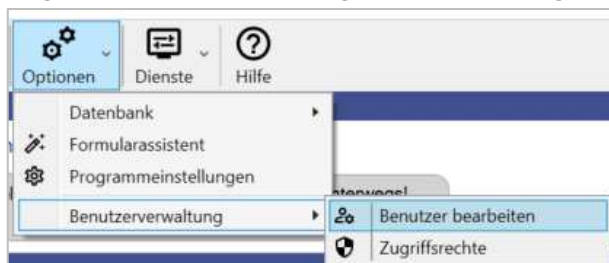 Optionen Dienste Hilfe
Datenbank
Formularassistent
Programmeinstellungen
Benutzerverwaltung
Benutzer bearbeiten
Zugriffsrechte